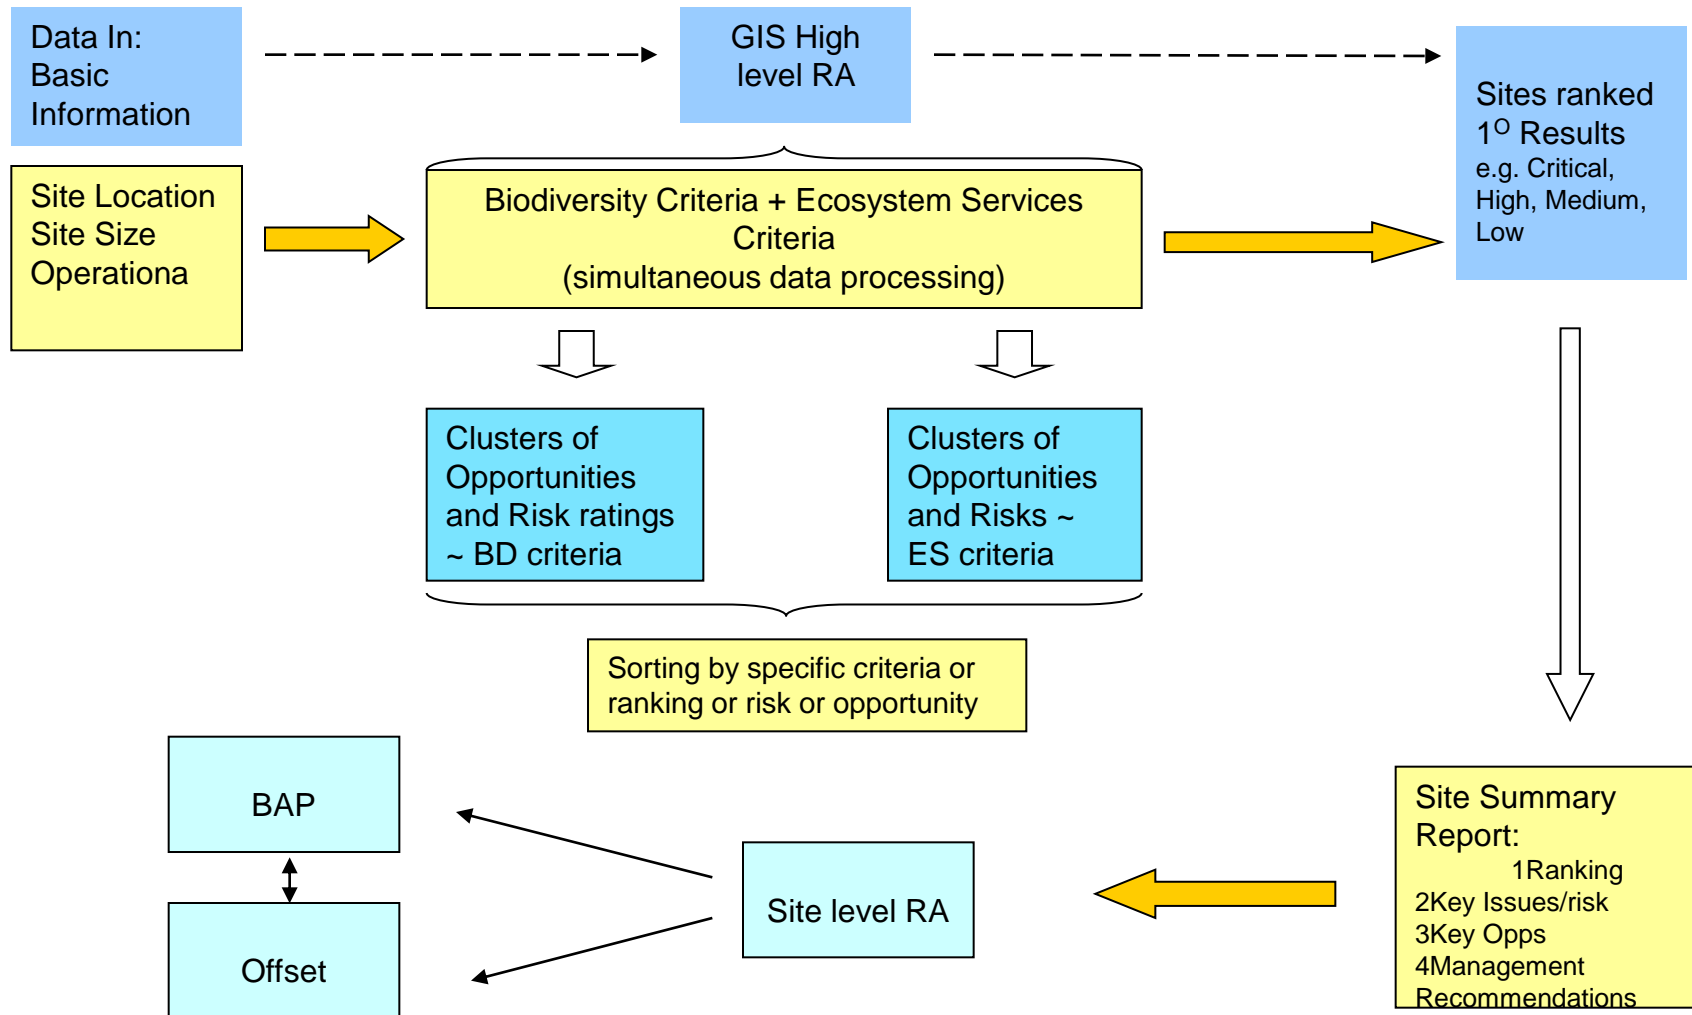 Data In:
Basic
Information
GIS High
level RA
Sites ranked
1O Results
e.g. Critical,
High, Medium,
Low
Site Location
Site Size
Operationa
Biodiversity Criteria + Ecosystem Services
Criteria
(simultaneous data processing)
Clusters of
Opportunities
and Risk ratings
~ BD criteria
Clusters of
Opportunities
and Risks ~
ES criteria
Sorting by specific criteria or
ranking or risk or opportunity
BAP
Offset
Site level RA
Site Summary
Report:
1Ranking
2Key Issues/risk
3Key Opps
4Management
Recommendations